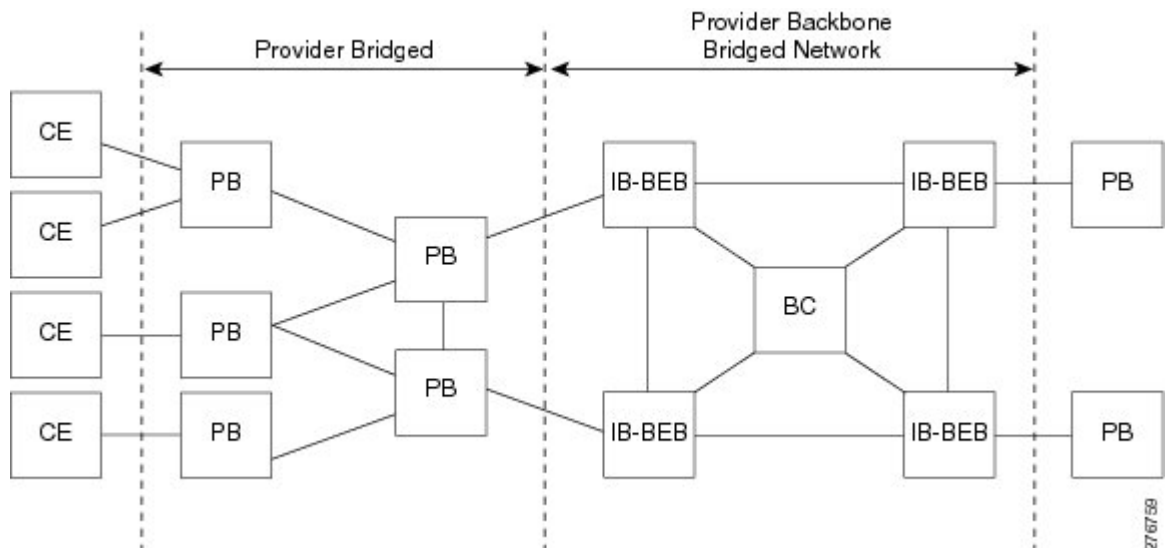 Provider Bridged
Provider Backbone
Bridged Network
CE
CE
CE
CE
PB
PB
PB
PB
PB
IB-BEB
IB-BEB
BC
IB-BEB
IB-BEB
PB
PB
276759